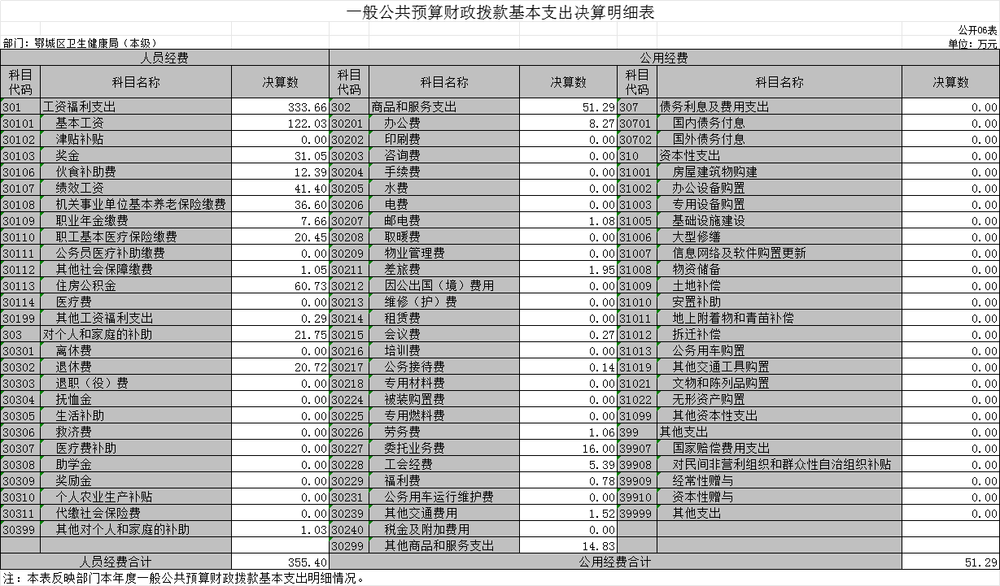 一般公共预算财政拨款基本支出决算明细表
公开06表
部门：鄂城区卫生健康局（本级） 单位：万元
人员经费 公用经费
科目代码 科目名称 决算数 科目代码 科目名称 决算数 科目代码 科目名称 决算数
301 工资福利支出 333.66 302 商品和服务支出 51.29 307 债务利息及费用支出 0.00
30101 基本工资 122.03 30201 办公费 8.27 30701 国内债务付息 0.00
30102 津贴补贴 0.00 30202 印刷费 0.00 30702 国外债务付息 0.00
30103 奖金 31.05 30203 咨询费 0.00 310 资本性支出 0.00
30106 伙食补助费 12.39 30204 手续费 0.00 31001 房屋建筑物购建 0.00
30107 绩效工资 41.40 30205 水费 0.00 31002 办公设备购置 0.00
30108 机关事业单位基本养老保险缴费 36.60 30206 电费 0.00 31003 专用设备购置 0.00
30109 职业年金缴费 7.66 30207 邮电费 1.08 31005 基础设施建设 0.00
30110 职工基本医疗保险缴费 20.45 30208 取暖费 0.00 31006 大型修缮 0.00
30111 公务员医疗补助缴费 0.00 30209 物业管理费 0.00 31007 信息网络及软件购置更新 0.00
30112 其他社会保障缴费 1.05 30211 差旅费 1.95 31008 物资储备 0.00
30113 住房公积金 60.73 30212 因公出国（境）费用 0.00 31009 土地补偿 0.00
30114 医疗费 0.00 30213 维修（护）费 0.00 31010 安置补助 0.00
30199 其他工资福利支出 0.29 30214 租赁费 0.00 31011 地上附着物和青苗补偿 0.00
303 对个人和家庭的补助 21.75 30215 会议费 0.27 31012 拆迁补偿 0.00
30301 离休费 0.00 30216 培训费 0.00 31013 公务用车购置 0.00
30302 退休费 20.72 30217 公务接待费 0.14 31019 其他交通工具购置 0.00
30303 退职（役）费 0.00 30218 专用材料费 0.00 31021 文物和陈列品购置 0.00
30304 抚恤金 0.00 30224 被装购置费 0.00 31022 无形资产购置 0.00
30305 生活补助 0.00 30225 专用燃料费 0.00 31099 其他资本性支出 0.00
30306 救济费 0.00 30226 劳务费 1.06 399 其他支出 0.00
30307 医疗费补助 0.00 30227 委托业务费 16.00 39907 国家赔偿费用支出 0.00
30308 助学金 0.00 30228 工会经费 5.39 39908 对民间非营利组织和群众性自治组织补贴 0.00
30309 奖励金 0.00 30229 福利费 0.78 39909 经常性赠与 0.00
30310 个人农业生产补贴 0.00 30231 公务用车运行维护费 0.00 39910 资本性赠与 0.00
30311 代缴社会保险费 0.00 30239 其他交通费用 1.52 39999 其他支出 0.00
30399 其他对个人和家庭的补助 1.03 30240 税金及附加费用 0.00
30299 其他商品和服务支出 14.83
人员经费合计 355.40 公用经费合计 51.29
注：本表反映部门本年度一般公共预算财政拨款基本支出明细情况。